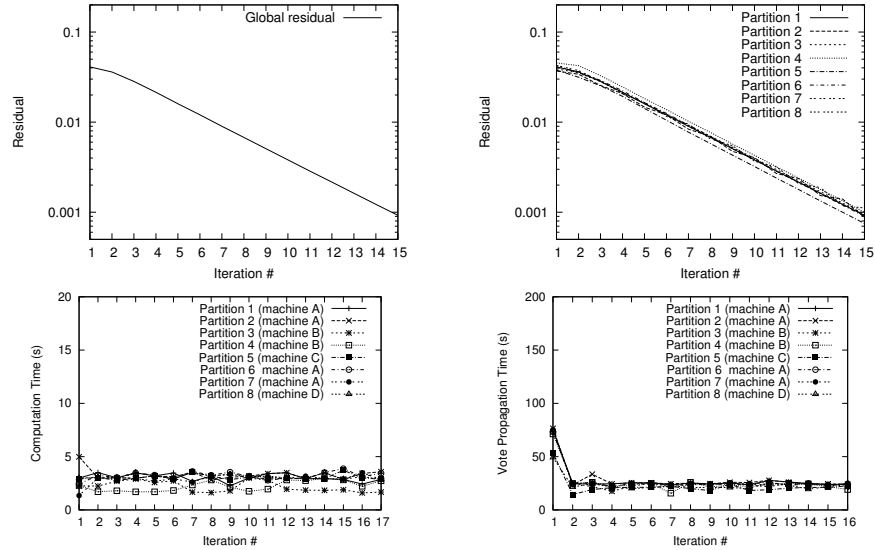 Global residual
0.1
0.01
0.001
Residual
1 2 3 4 5 6 7 8 9 10 11 12 13 14 15
Iteration #
Partition 1
Partition 2
Partition 3
Partition 4
Partition 5
Partition 6
Partition 7
Partition 8
0.1
0.01
0.001
Residual
1 2 3 4 5 6 7 8 9 10 11 12 13 14 15
Iteration #
Partition 1 (machine A)
Partition 2 (machine A)
Partition 3 (machine B)
Partition 4 (machine B)
Partition 5 (machine C)
Partition 6 machine A)
Partition 7 (machine A)
Partition 8 (machine D)
20
15
10
5
0
Computation Time (s)
1 2 3 4 5 6 7 8 9 10 11 12 13 14 15 16 17
Iteration #
Partition 1 (machine A)
Partition 2 (machine A)
Partition 3 (machine B)
Partition 4 (machine B)
Partition 5 (machine C)
Partition 6 machine A)
Partition 7 (machine A)
Partition 8 (machine D)
200
150
100
50
0
Vote Propagation Time (s)
1 2 3 4 5 6 7 8 9 10 11 12 13 14 15 16
Iteration #